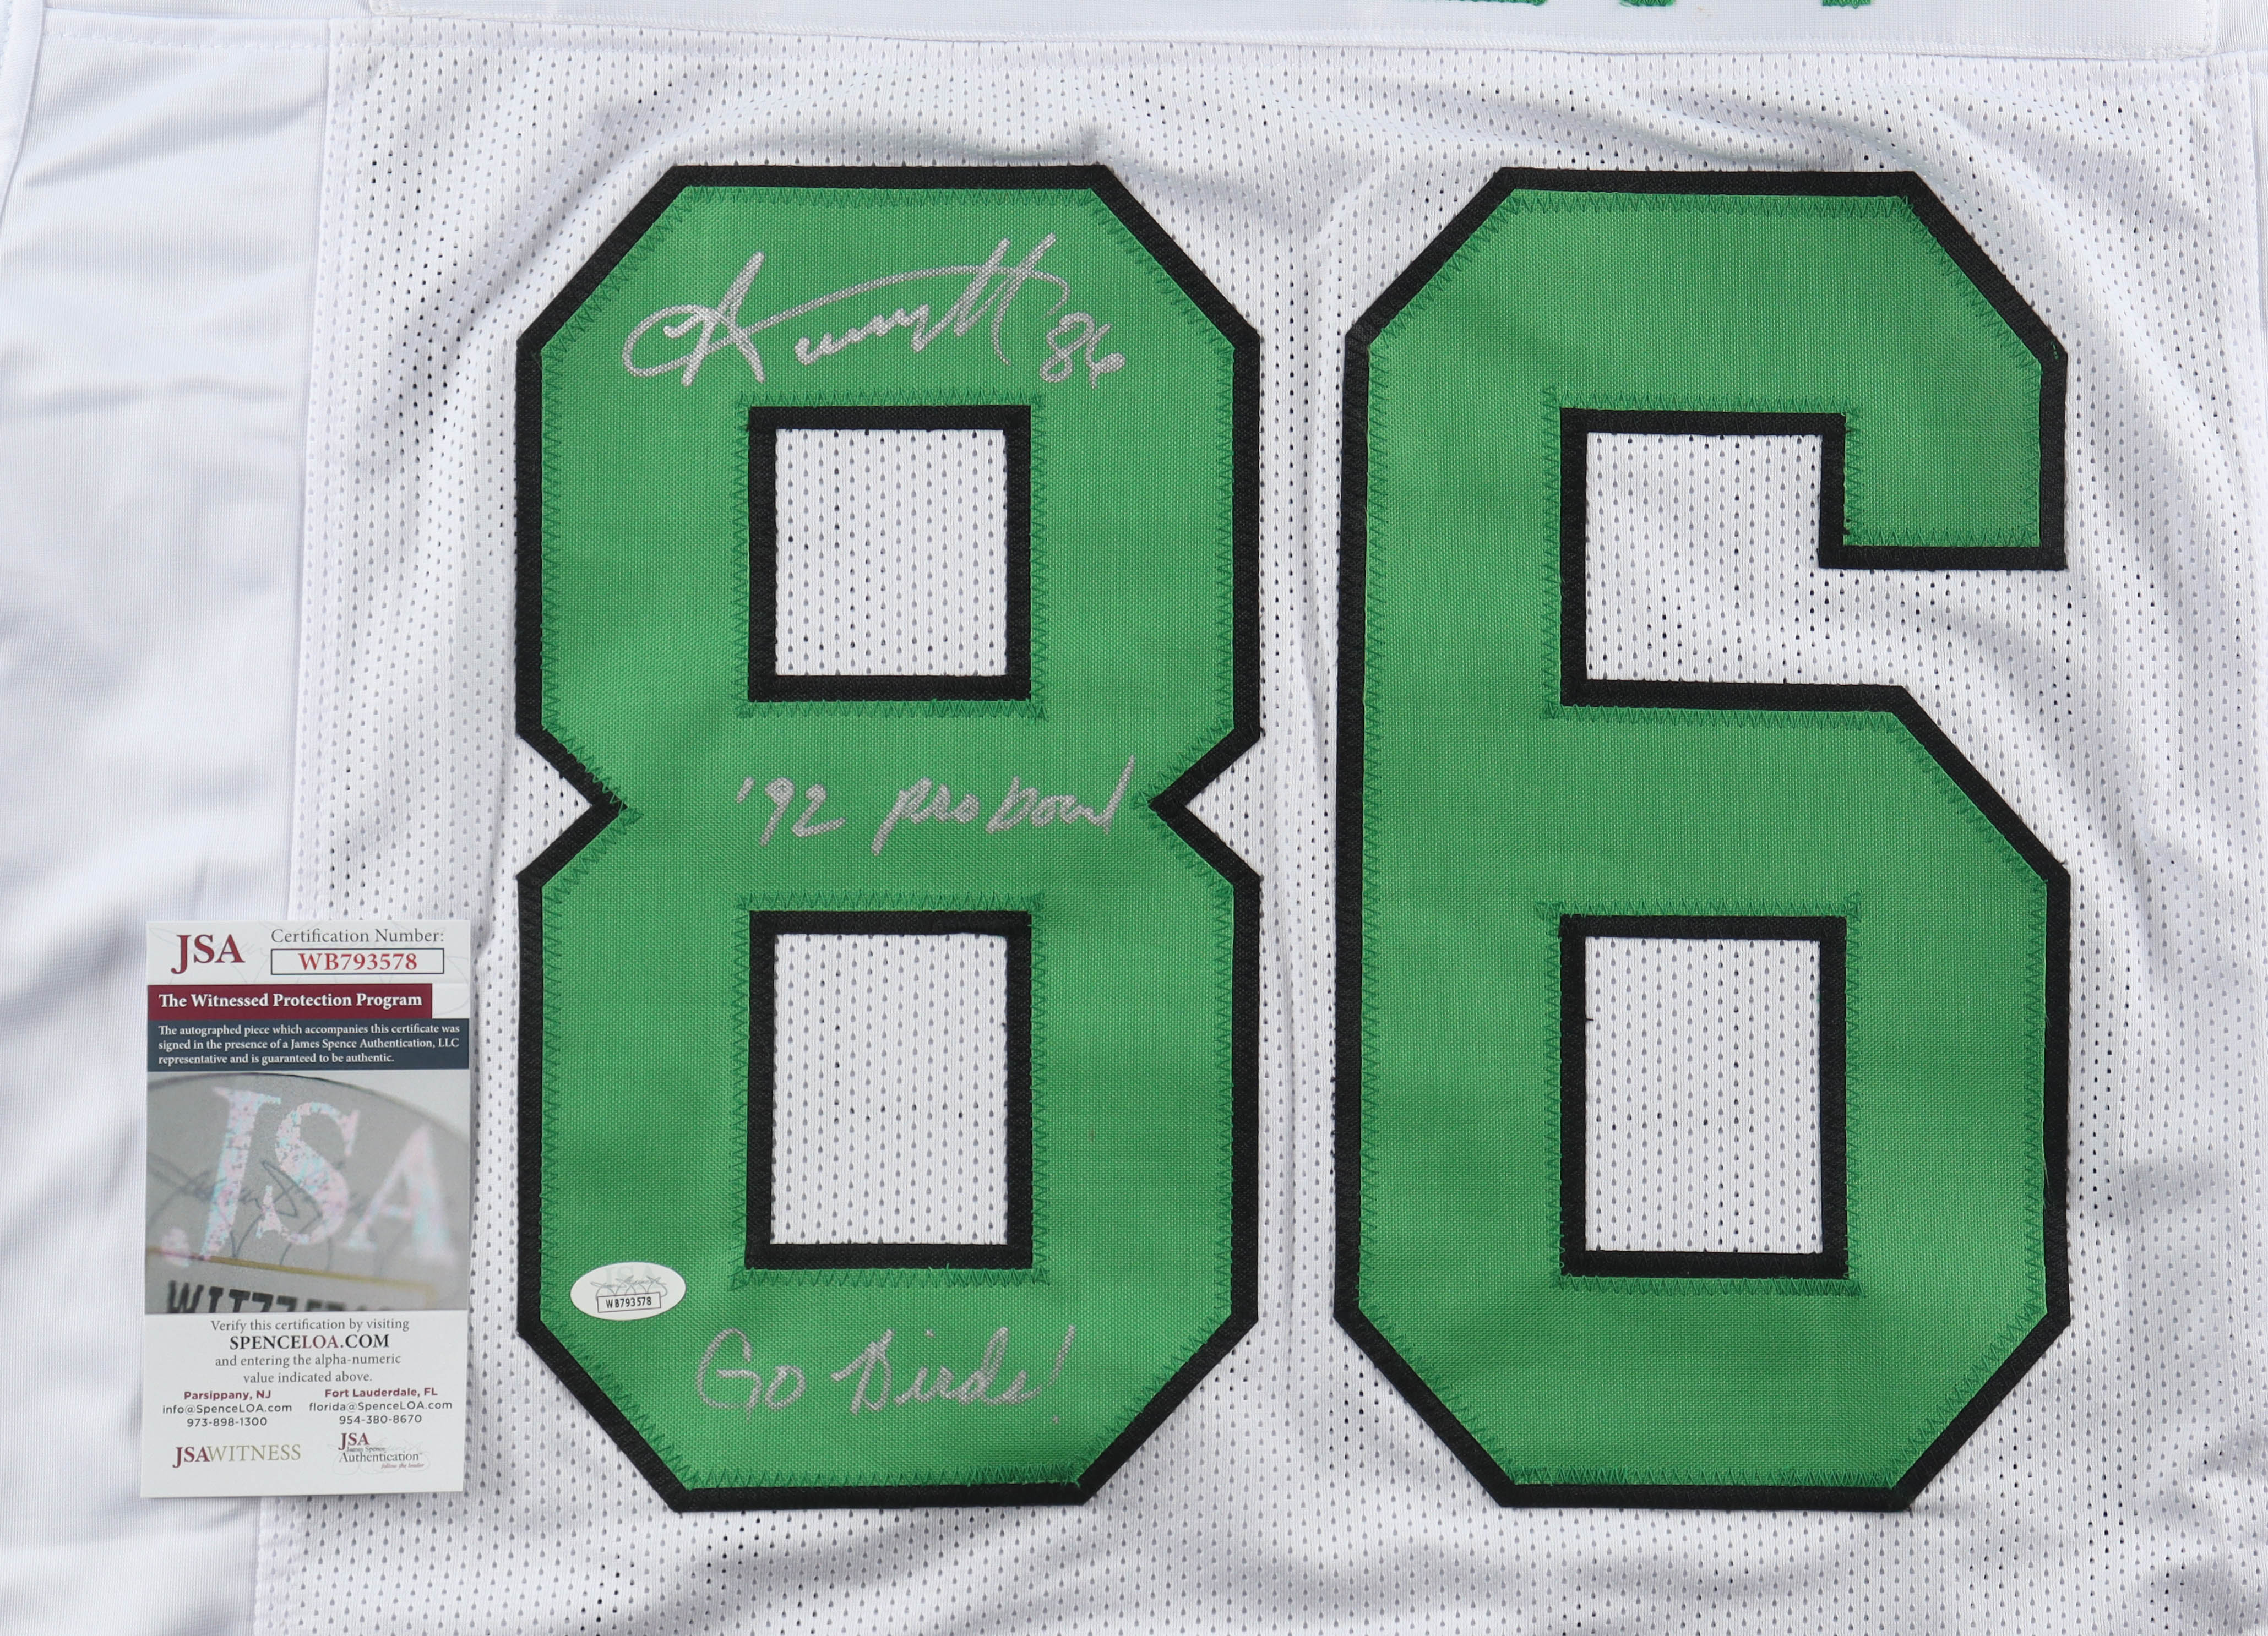 86
'86
'92 pro bowl
WB793578
Go Birds!
JSA
Certification Number:
WB793578
The Witnessed Protection Program
The autographed piece which accompanies this certificate was
signed in the presence of a James Spence Authentication, LLC
representative and is guaranteed to be authentic.
JSA
Verify this certification by visiting
SPENCELOA.COM
and entering the alpha-numeric
value indicated above.
Parsippany, NJ
info@SpenceLOA.com
973-898-1300
Fort Lauderdale, FL
florida@SpenceLOA.com
954-380-8670
JSAWITNESS
JSA
James Spence
Authentication